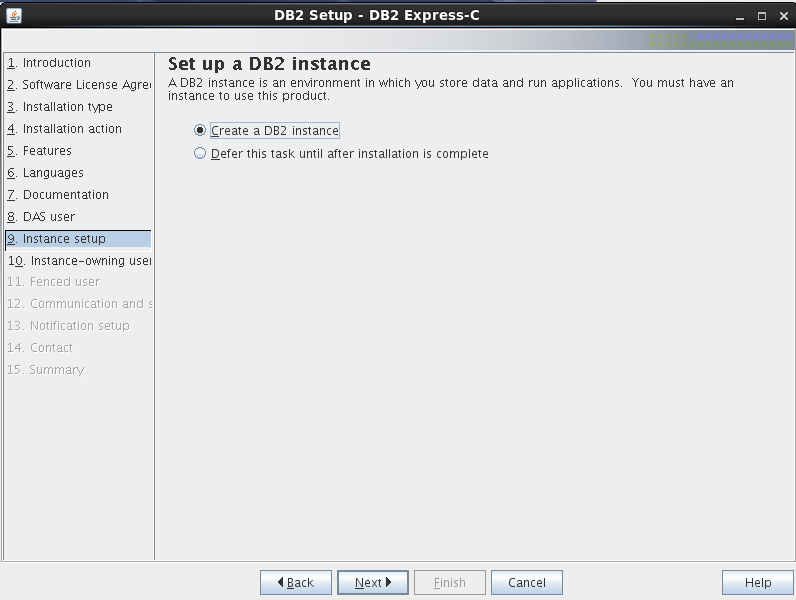 DB2 Setup - DB2 Express-C
1. Introduction
2. Software License Agre
3. Installation type
4. Installation action
5. Features
6. Languages
7. Documentation
8. DAS user
9. Instance setup
10. Instance-owning user
11. Fenced user
12. Communication and s
13. Notification setup
14. Contact
15. Summary
Set up a DB2 instance
A DB2 instance is an environment in which you store data and run applications. You must have an
instance to use this product.
Create a DB2 instance
Defer this task until after installation is complete
Back
Next
Finish
Cancel
Help